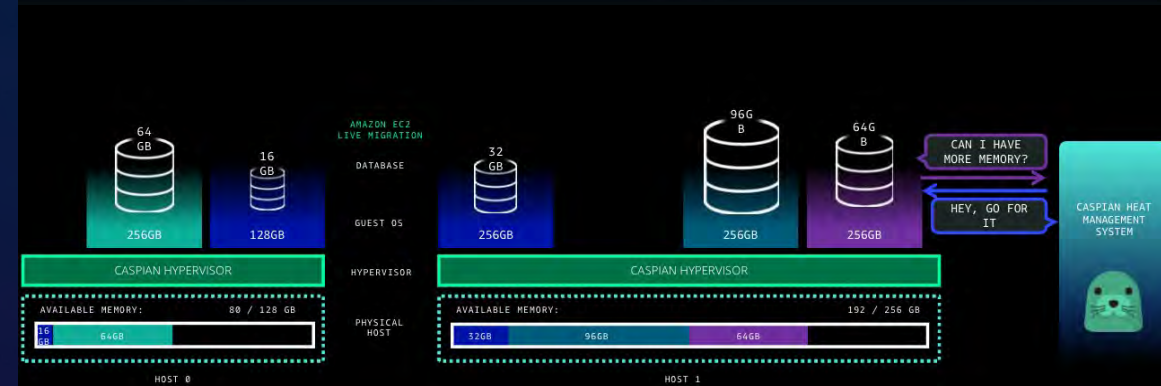 64
GB
16
GB
256GB
128GB
CASPIAN HYPERVISOR
AVAILABLE MEMORY:
80 / 128 GB
16
GB
64GB
HOST 0
AMAZON EC2
LIVE MIGRATION
DATABASE
GUEST OS
HYPERVISOR
PHYSICAL
HOST
32
GB
96G
B
64G
B
256GB
256GB
256GB
CASPIAN HYPERVISOR
AVAILABLE MEMORY:
192 / 256 GB
32GB
96GB
64GB
HOST 1
CAN I HAVE
MORE MEMORY?
HEY, GO FOR
IT
CASPIAN HEAT
MANAGEMENT
SYSTEM